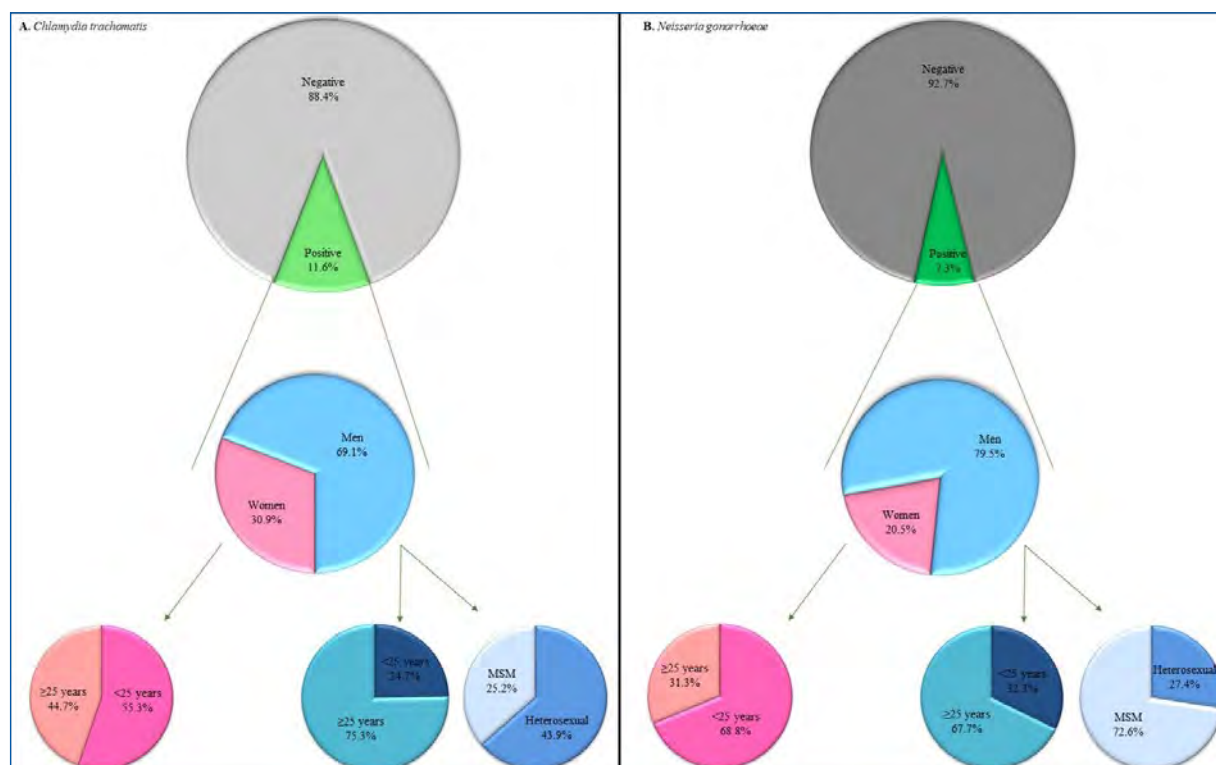 A. Chlamydia trachomatis
Negative
88.4%
Positive
11.6%
Men
69.1%
Women
30.9%
≥25 years
44.7%
<25 years
55.3%
<25 years
24.7%
≥25 years
75.3%
MSM
25.2%
Heterosexual
43.9%
B. Neisseria gonorrhoeae
Negative
92.7%
Positive
7.3%
Men
79.5%
Women
20.5%
≥25 years
31.3%
<25 years
68.8%
<25 years
32.3%
≥25 years
67.7%
Heterosexual
27.4%
MSM
72.6%